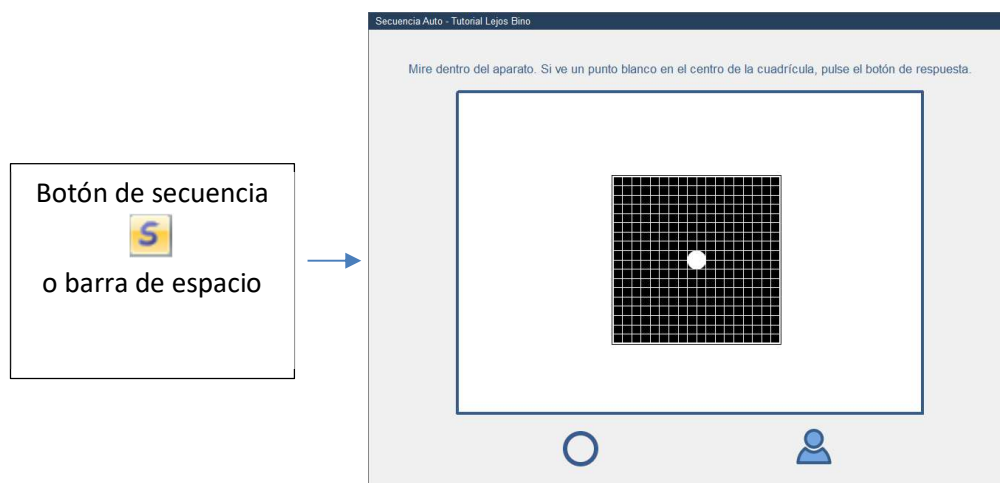 Secuencia Auto - Tutorial Lejos Bino
Mire dentro del aparato. Si ve un punto blanco en el centro de la cuadrícula, pulse el botón de respuesta.
Botón de secuencia
S
o barra de espacio